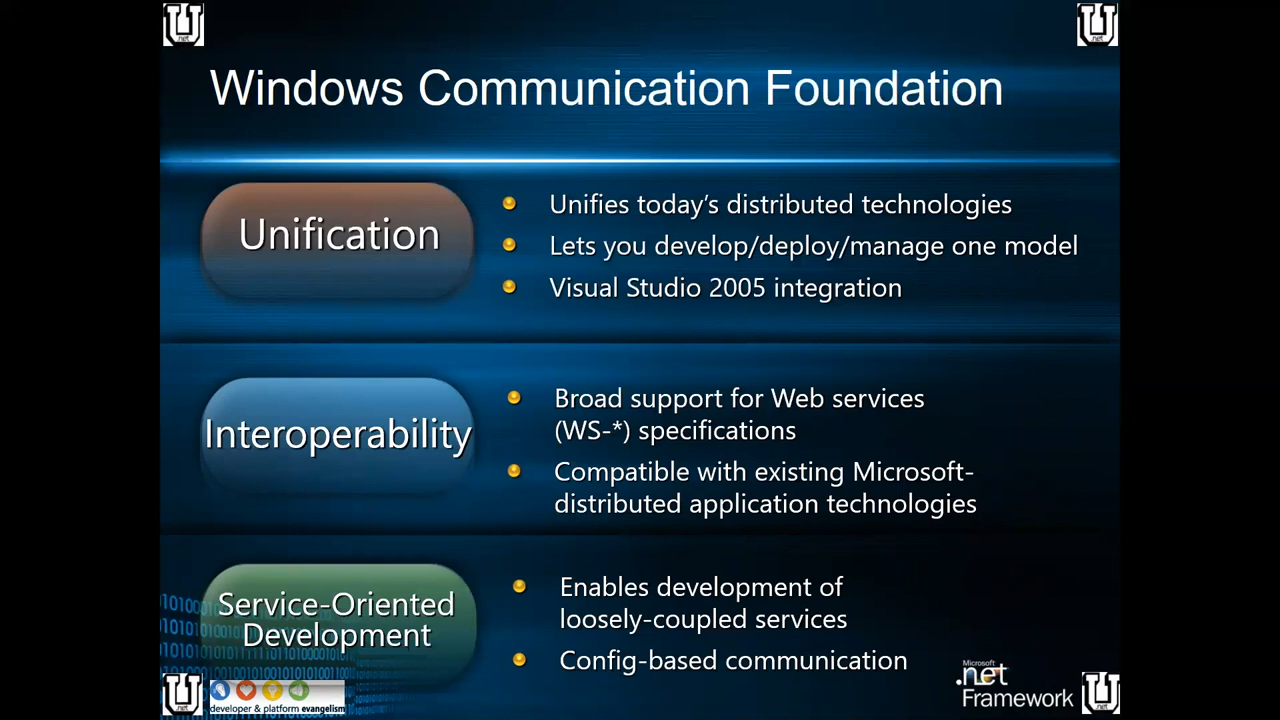 Windows Communication Foundation
Unification
Unifies today's distributed technologies
Lets you develop/deploy/manage one model
Visual Studio 2005 integration
Interoperability
Broad support for Web services
(WS-*) specifications
Compatible with existing Microsoft-
distributed application technologies
Service-Oriented
Development
Enables development of
loosely-coupled services
Config-based communication
developer & platform evangelism
Microsoft
.net
Framework